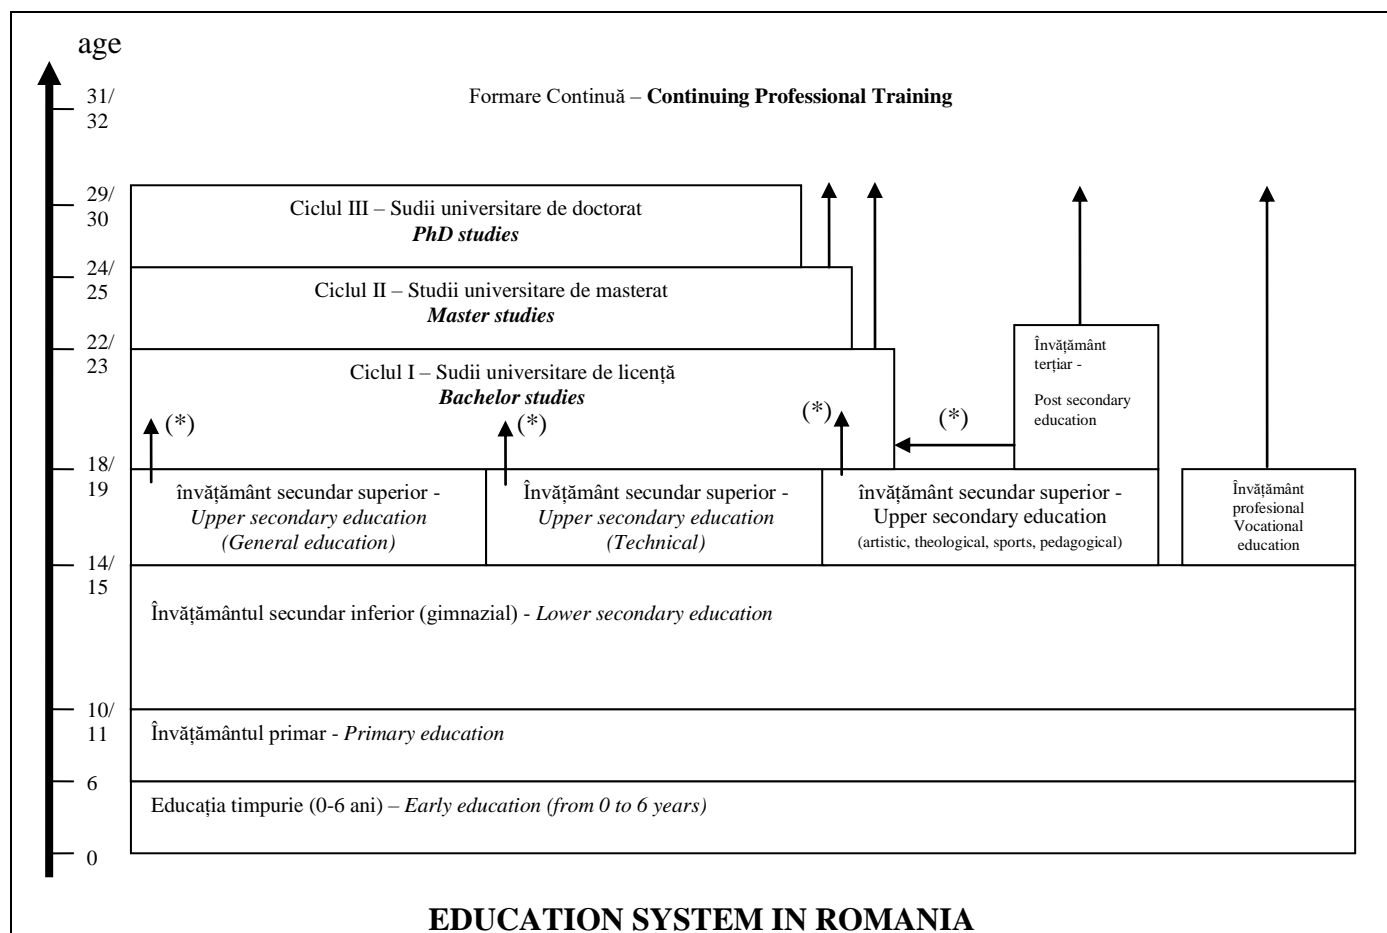 age
31/
32
Formare Continuă – Continuing Professional Training
29/
30
Ciclul III – Sudii universitare de doctorat
PhD studies
24/
25
Ciclul II – Studii universitare de masterat
Master studies
22/
23
Ciclul I – Sudii universitare de licență
Bachelor studies
Învățământ
terțiar -
Post secondary
education
(*)
(*)
(*)
(*)
18/
19
învățământ secundar superior -
Upper secondary education
(General education)
Învățământ secundar superior -
Upper secondary education
(Technical)
învățământ secundar superior -
Upper secondary education
(artistic, theological, sports, pedagogical)
Învățământ
profesional
Vocational
education
14/
15
Învățământul secundar inferior (gimnazial) - Lower secondary education
10/
11
Învățământul primar - Primary education
6
Educația timpurie (0-6 ani) – Early education (from 0 to 6 years)
0
EDUCATION SYSTEM IN ROMANIA